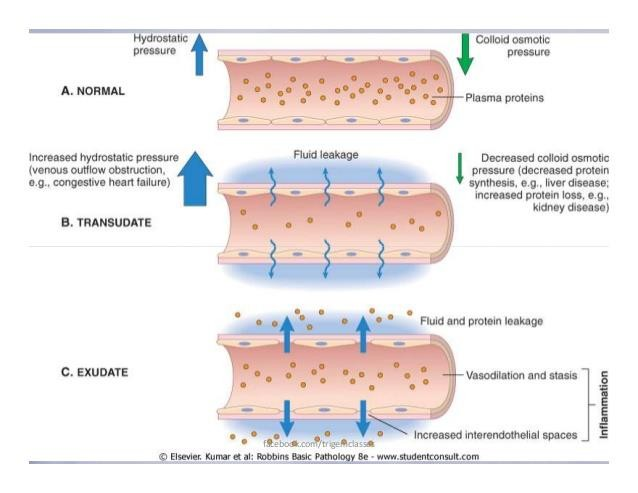 Hydrostatic
pressure
Colloid osmotic
pressure
A. NORMAL
Plasma proteins
Increased hydrostatic pressure
(venous outflow obstruction,
e.g., congestive heart failure)
Fluid leakage
Decreased colloid osmotic
pressure (decreased protein
synthesis, e.g., liver disease;
increased protein loss, e.g.,
kidney disease)
B. TRANSUDATE
Fluid and protein leakage
C. EXUDATE
Vasodilation and stasis
Inflammation
Increased interendothelial spaces
facebook.com/trigemclasses
© Elsevier. Kumar et al: Robbins Basic Pathology 8e - www.studentconsult.com